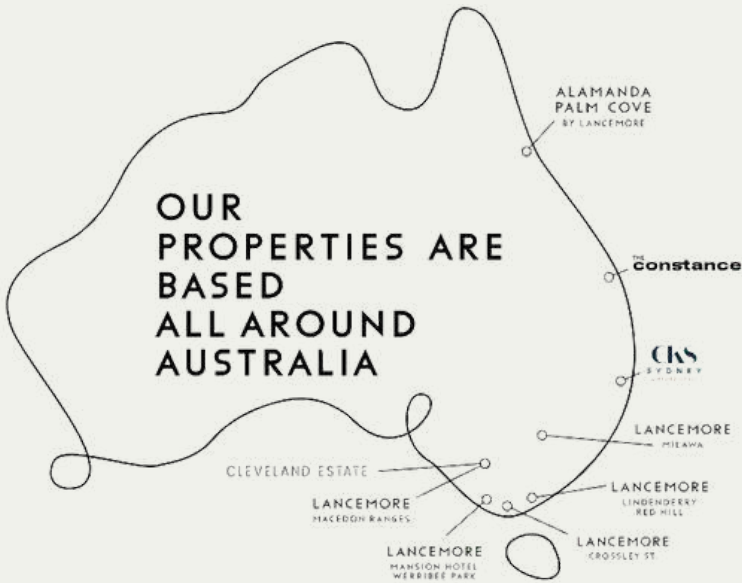 ALAMANDA
PALM COVE
BY LANCEMORE
OUR
PROPERTIES ARE
BASED
ALL AROUND
AUSTRALIA
THE
constance
CKS
SYDNEY
LANCEMORE
MILAWA
CLEVELAND ESTATE
LANCEMORE
MACEDON RANGES
LANCEMORE
LINDENDERRY
RED HILL
LANCEMORE
CROSSLEY ST.
LANCEMORE
MANSION HOTEL
WERRIBEE PARK